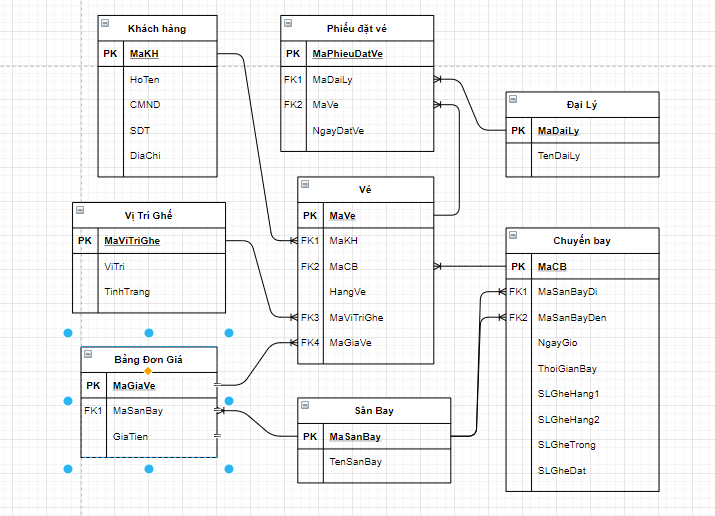 Khách hàng
PK MaKH
HoTen
CMND
SDT
DiaChi
Phiếu đặt vé
PK MaPhieuDatVe
FK1 MaDaiLy
FK2 MaVe
NgayDatVe
Đại Lý
PK MaDaiLy
TenDaiLy
Vị Trí Ghế
PK MaViTriGhe
ViTri
TinhTrang
Vé
PK MaVe
FK1 MaKH
FK2 MaCB
HangVe
FK3 MaViTriGhe
FK4 MaGiaVe
Chuyến bay
PK MaCB
FK1 MaSanBayDi
FK2 MaSanBayDen
NgayGio
ThoiGianBay
SLGheHang1
SLGheHang2
SLGheTrong
SLGheDat
Bảng Đơn Giá
PK MaGiaVe
FK1 MaSanBay
GiaTien
Sân Bay
PK MaSanBay
TenSanBay